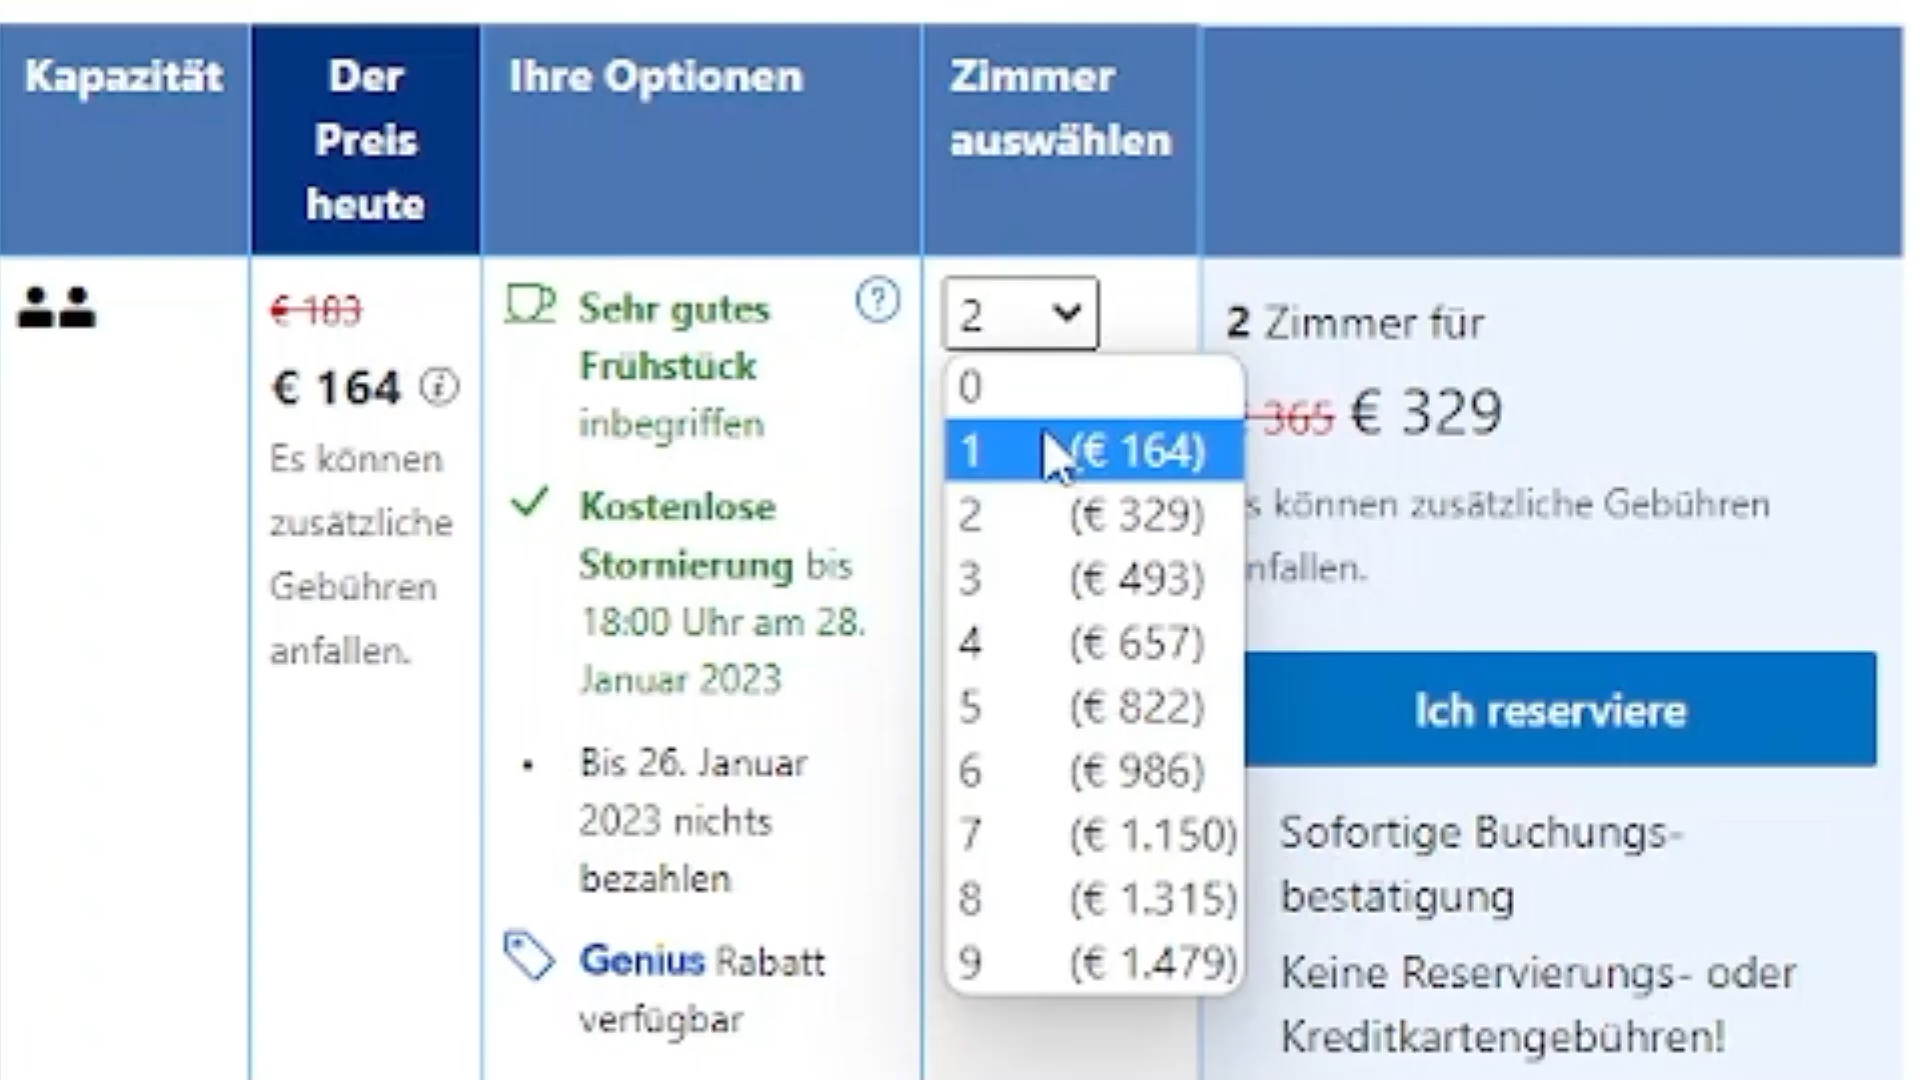 Kapazität
Der
Preis
heute
Ihre Optionen
Zimmer
auswählen
€ 183
€ 164
Es können
zusätzliche
Gebühren
anfallen.
Sehr gutes
Frühstück
inbegriffen
Kostenlose
Stornierung bis
18:00 Uhr am 28.
Januar 2023
• Bis 26. Januar
2023 nichts
bezahlen
Genius Rabatt
verfügbar
2
0
1 (€ 164)
2 (€ 329)
3 (€ 493)
4 (€ 657)
5 (€ 822)
6 (€ 986)
7 (€ 1.150)
8 (€ 1.315)
9 (€ 1.479)
2 Zimmer für
365 € 329
s können zusätzliche Gebühren
nfallen.
Ich reserviere
Sofortige Buchungs-
bestätigung
Keine Reservierungs- oder
Kreditkartengebühren!